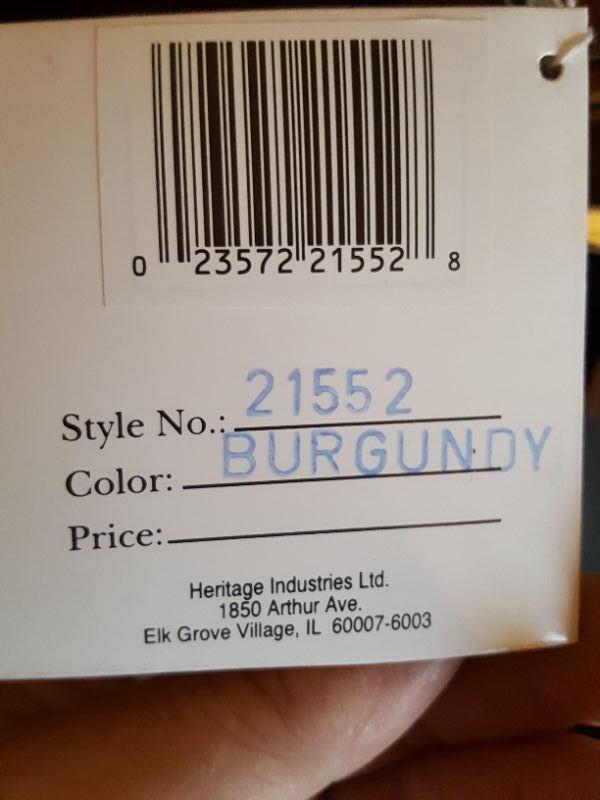 0 23572 21552 8
Style No.: 21552
Color: BURGUNDY
Price:
Heritage Industries Ltd.
1850 Arthur Ave.
Elk Grove Village, IL 60007-6003